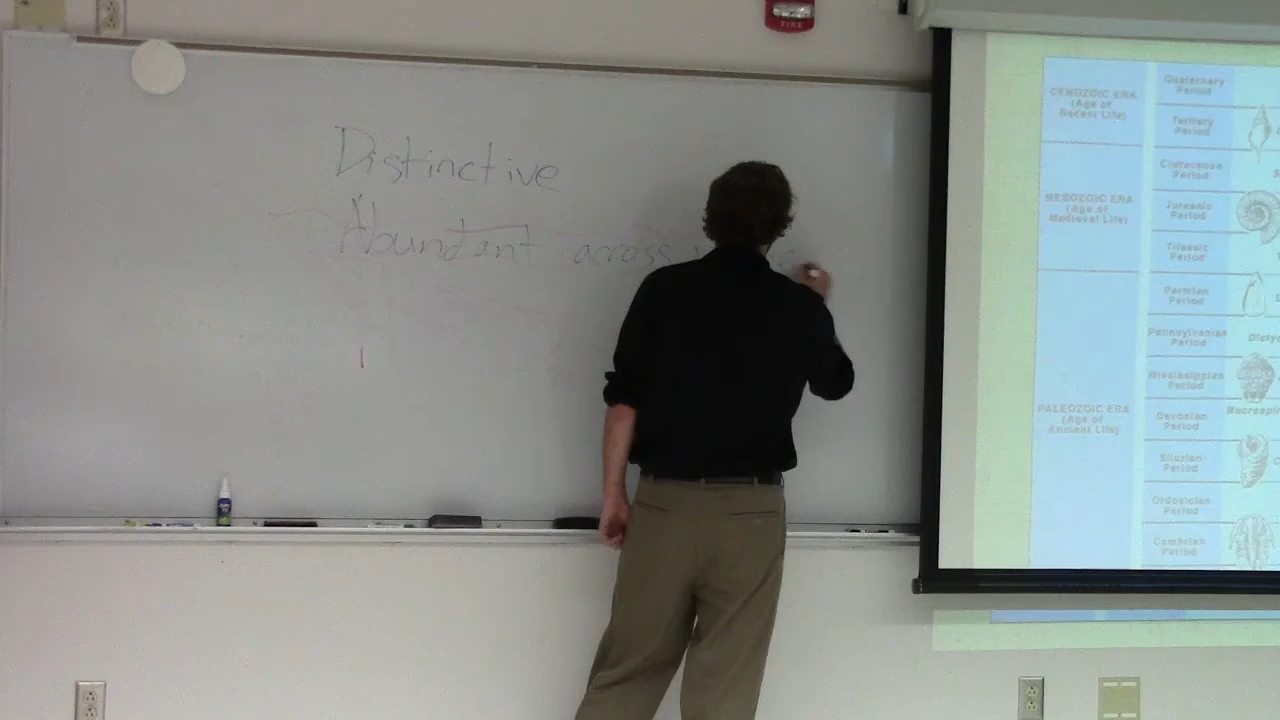 FIRE
Distinctive
Abundant across
CENOZOIC ERA
(Age of
Recent Life)
Quaternary
Period
Tertiary
Period
MESOZOIC ERA
(Age of
Medieval Life)
Cretaceous
Period
Jurassic
Period
Triassic
Period
PALEOZOIC ERA
(Age of
Ancient Life)
Permian
Period
Pennsylvanian
Period
Mississippian
Period
Devonian
Period
Silurian
Period
Ordovician
Period
Cambrian
Period